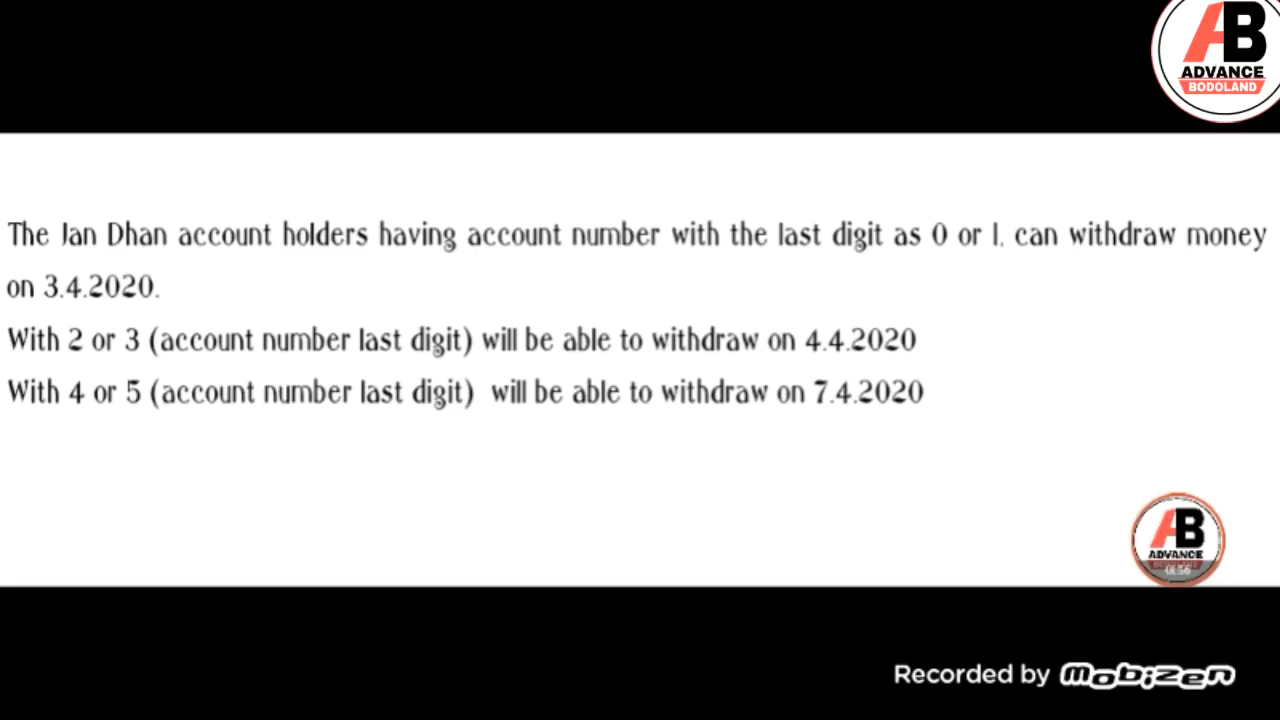 AB
ADVANCE
BODOLAND
The Jan Dhan account holders having account number with the last digit as 0 or 1, can withdraw money
on 3.4.2020.
With 2 or 3 (account number last digit) will be able to withdraw on 4.4.2020
With 4 or 5 (account number last digit) will be able to withdraw on 7.4.2020
AB
ADVANCE
Recorded by Mobizen